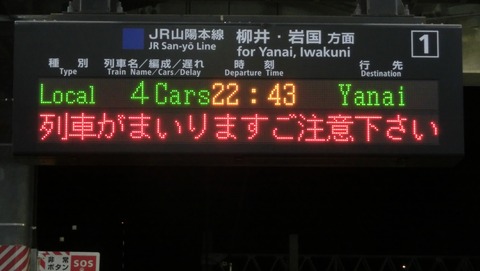 JR山陽本線 柳井・岩国 方面
JR San-yō Line for Yanai, Iwakuni
1
種別 列車名/編成/遅れ 時刻 行先
Type Train Name/Cars/Delay Departure Time Destination
Local 4Cars 22:43 Yanai
列車がまいりますご注意下さい
非常ボタン SOS